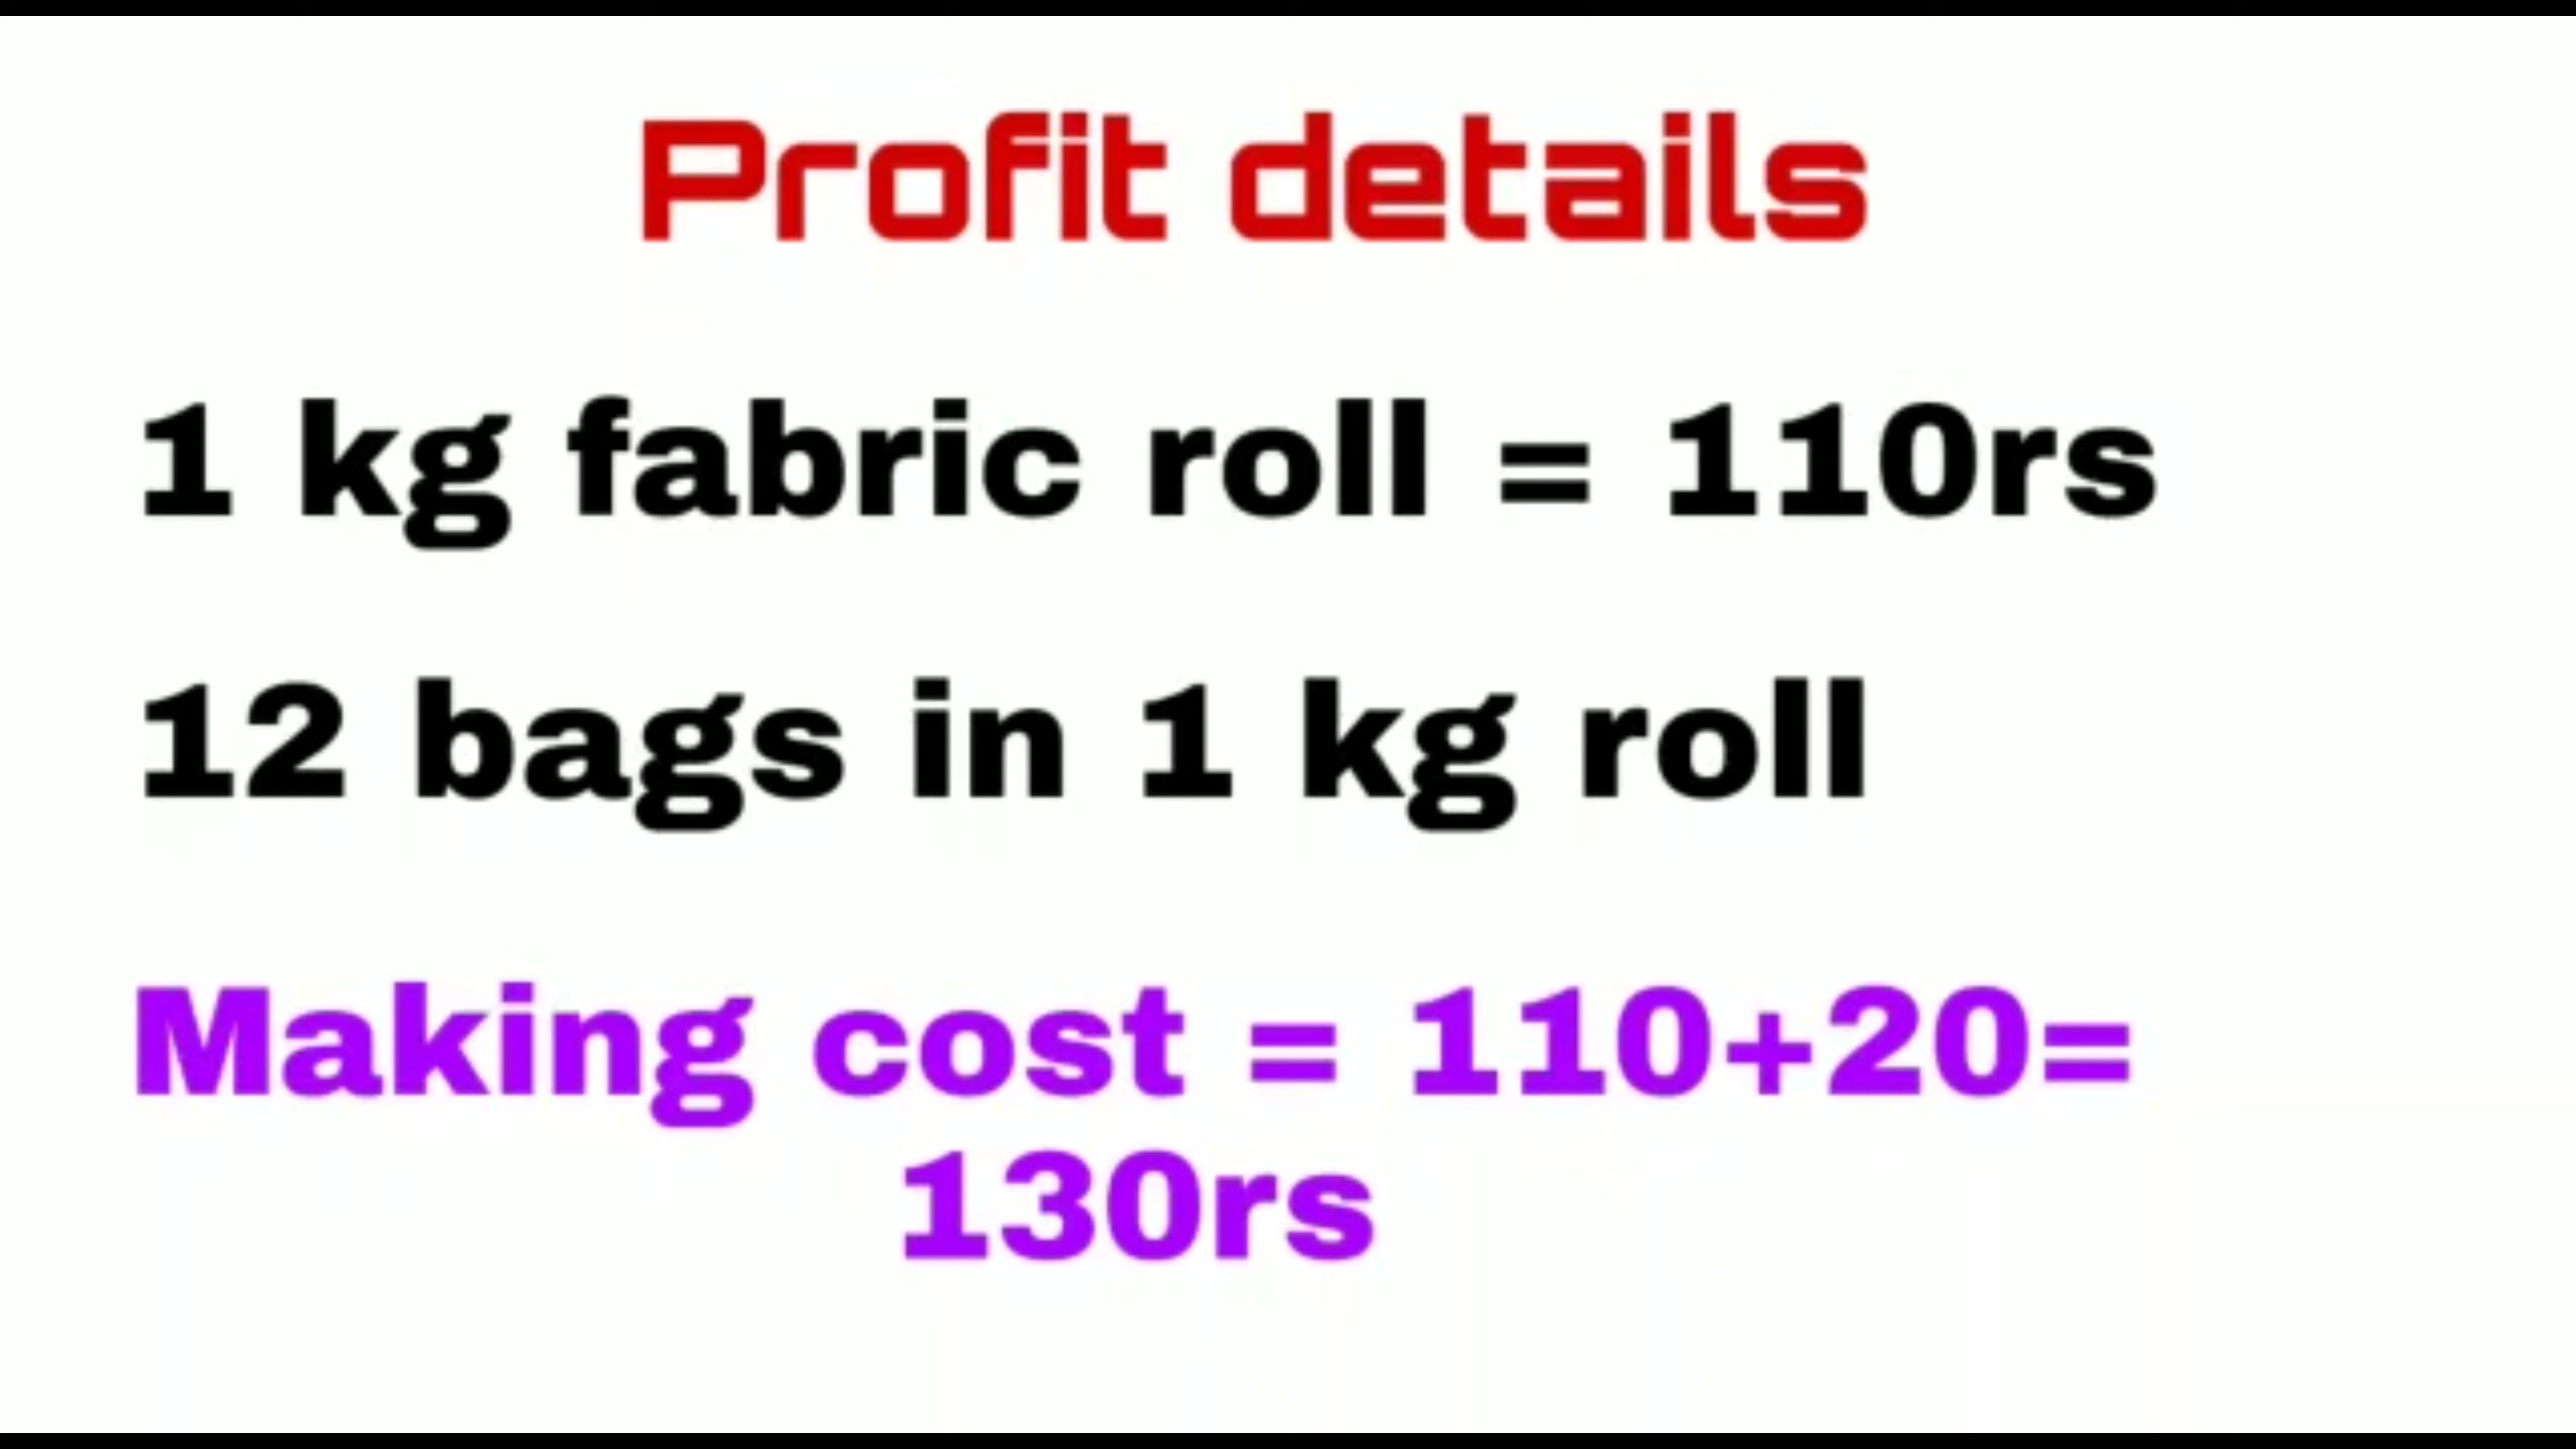 Profit details
1 kg fabric roll = 110rs
12 bags in 1 kg roll
Making cost = 110+20=
130rs